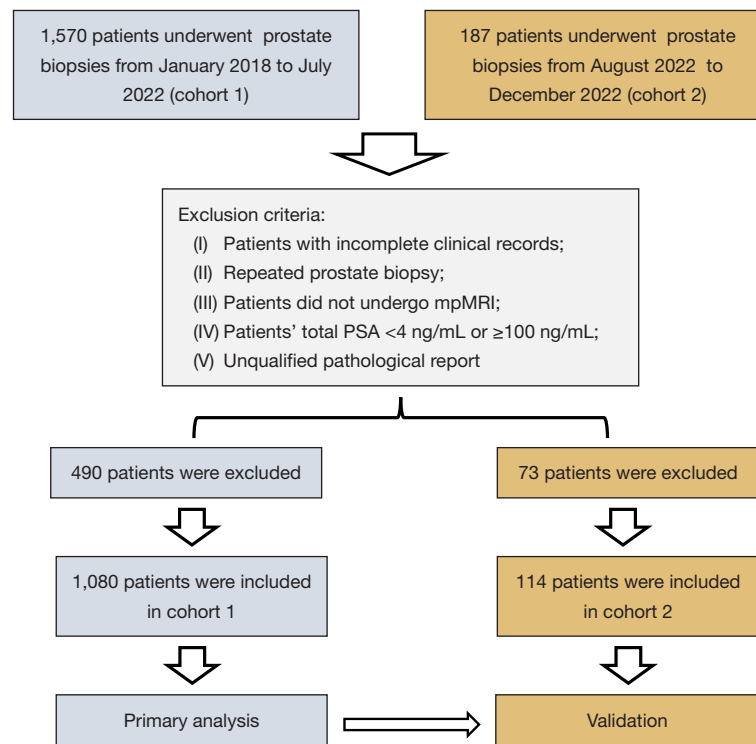 1,570 patients underwent prostate
biopsies from January 2018 to July
2022 (cohort 1)
187 patients underwent prostate
biopsies from August 2022 to
December 2022 (cohort 2)
Exclusion criteria:
(I) Patients with incomplete clinical records;
(II) Repeated prostate biopsy;
(III) Patients did not undergo mpMRI;
(IV) Patients' total PSA <4 ng/mL or ≥100 ng/mL;
(V) Unqualified pathological report
490 patients were excluded
73 patients were excluded
1,080 patients were included
in cohort 1
114 patients were included
in cohort 2
Primary analysis
Validation